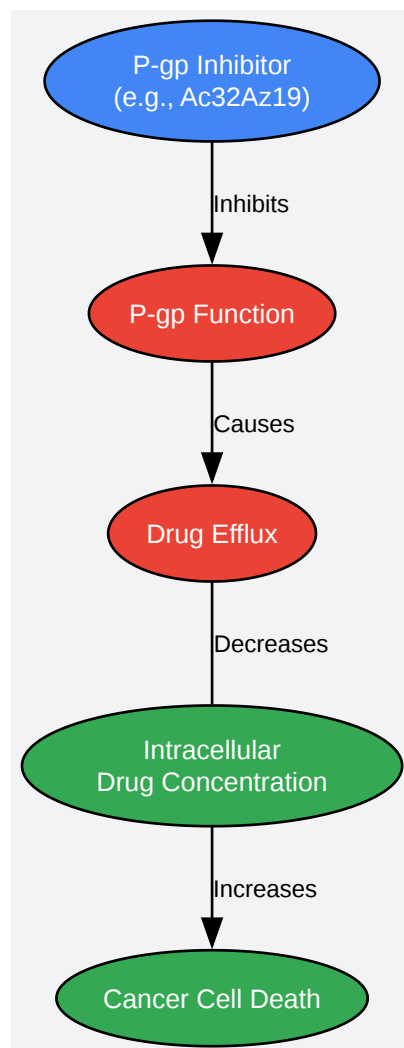 P-gp Inhibitor
(e.g., Ac32Az19)
Inhibits
P-gp Function
Causes
Drug Efflux
Decreases
Intracellular
Drug Concentration
Increases
Cancer Cell Death